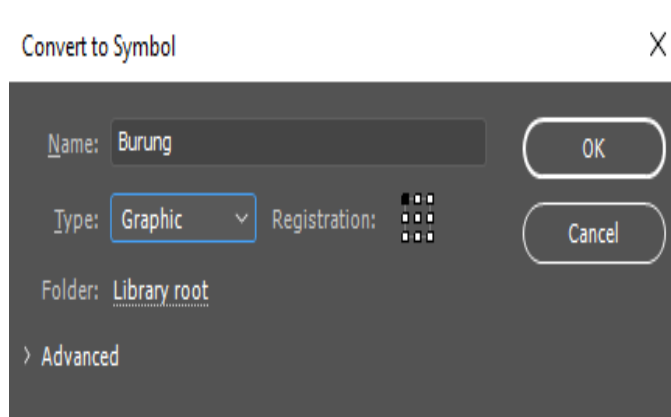 Convert to Symbol
Name: Burung
OK
Type: Graphic
Registration:
Cancel
Folder: Library root
Advanced